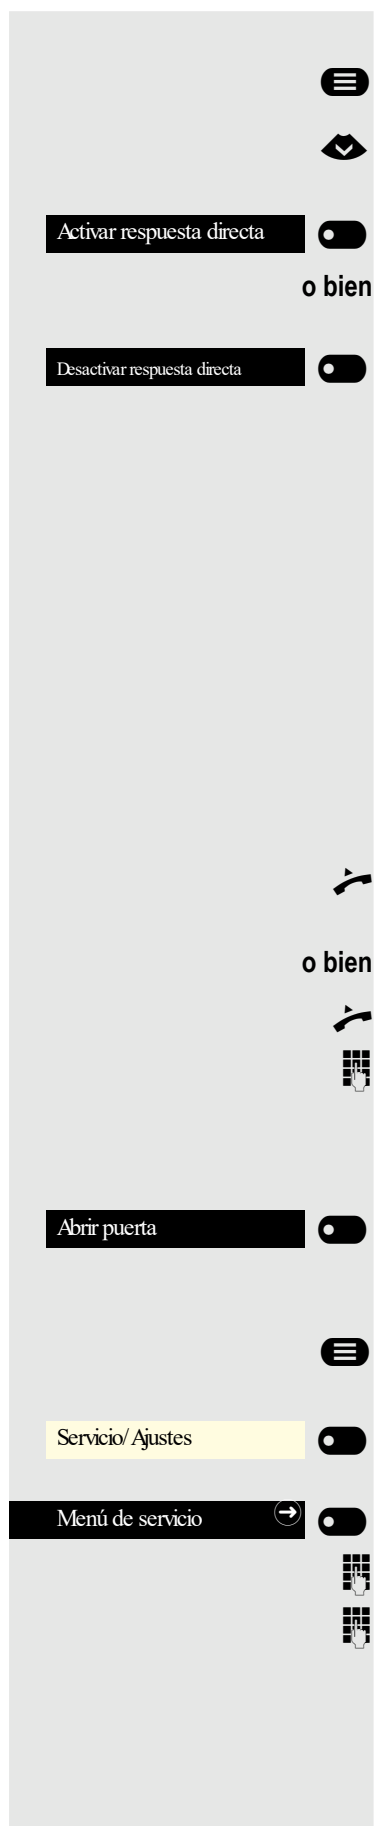 Activar respuesta directa
o bien
Desactivar respuesta directa
o bien
Abrir puerta
Servicio/Ajustes
Menú de servicio